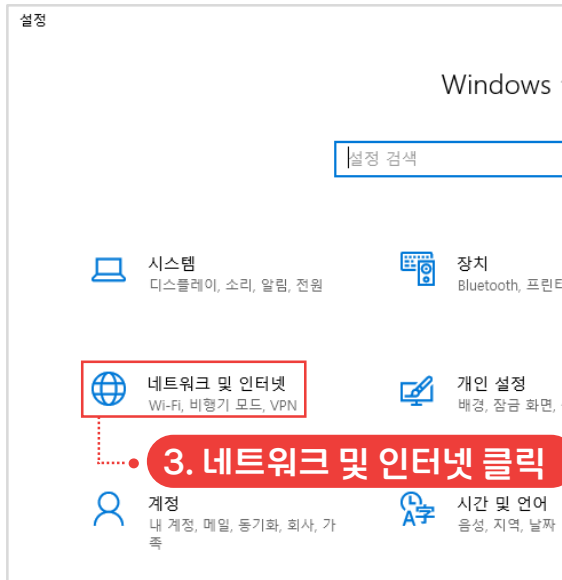 설정
Windows
설정 검색
시스템
디스플레이, 소리, 알림, 전원
장치
Bluetooth, 프린터
네트워크 및 인터넷
Wi-Fi, 비행기 모드, VPN
개인 설정
배경, 잠금 화면,
3. 네트워크 및 인터넷 클릭
계정
내 계정, 메일, 동기화, 회사, 가
족
시간 및 언어
음성, 지역, 날짜